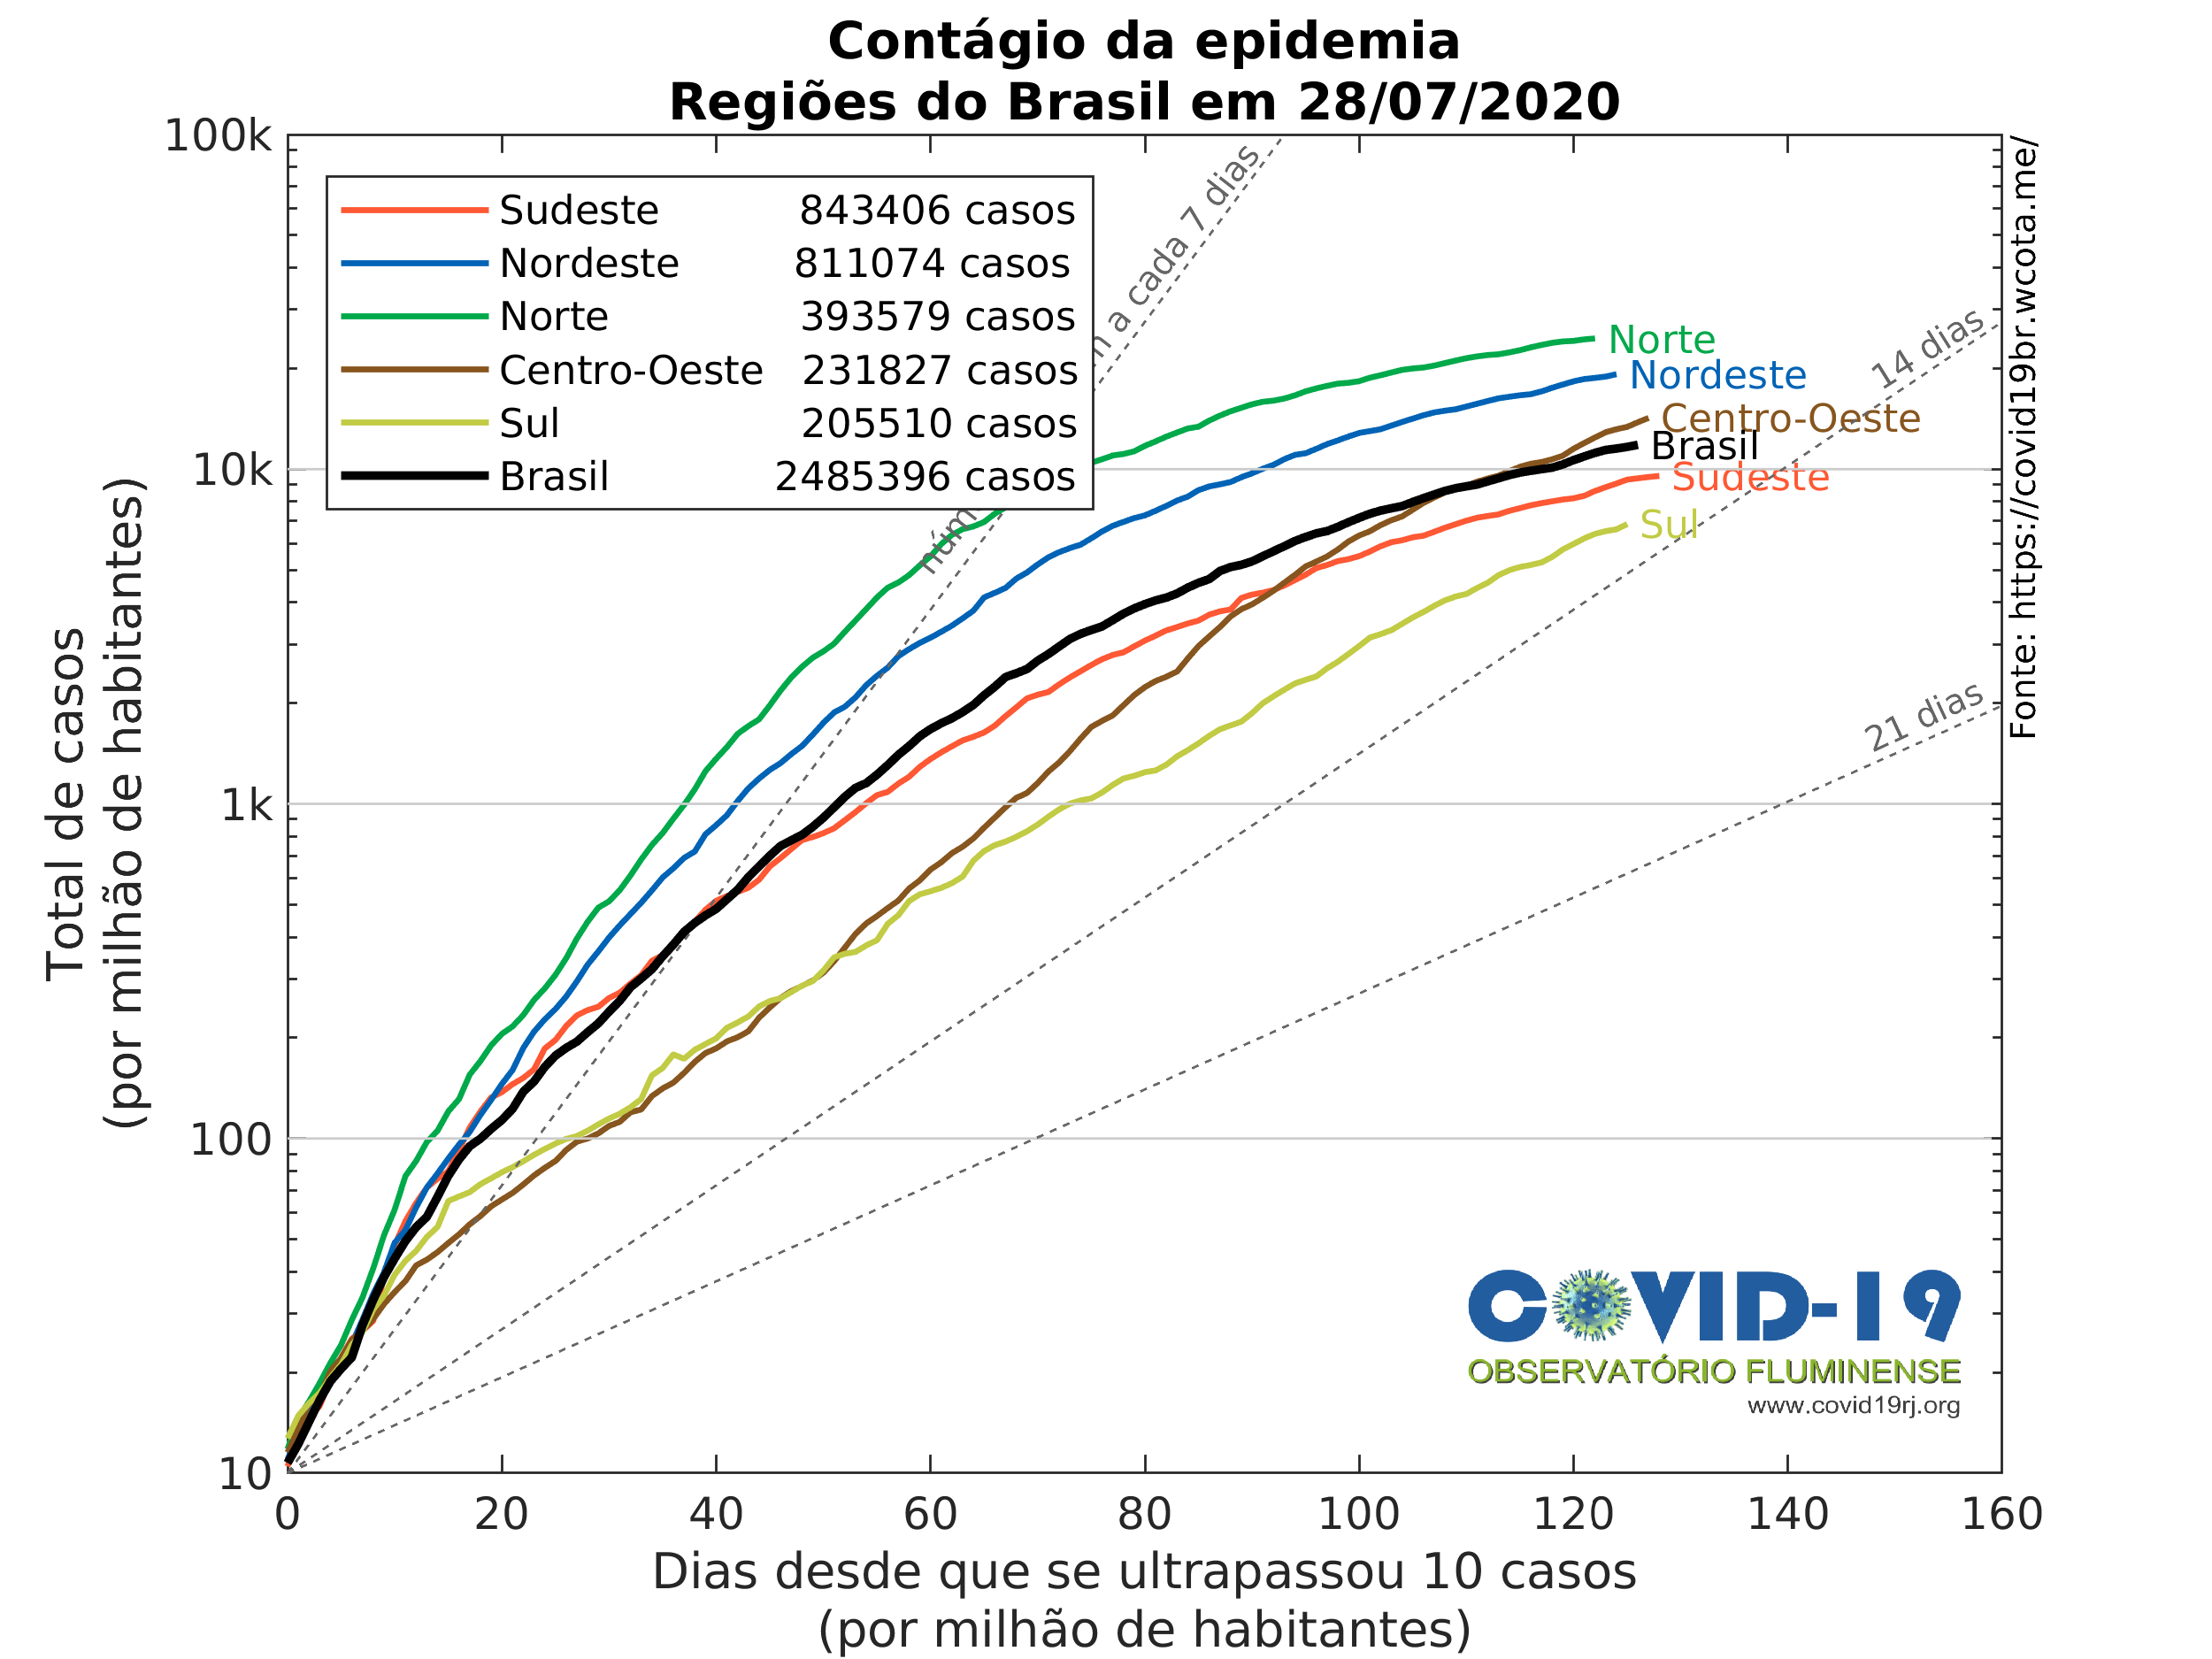 Contágio da epidemia
Regiões do Brasil em 28/07/2020
Total de casos
(por milhão de habitantes)
100k
10k
1k
100
10
Sudeste 843406 casos
Nordeste 811074 casos
Norte 393579 casos
Centro-Oeste 231827 casos
Sul 205510 casos
Brasil 2485396 casos
a cada 7 dias
14 dias
21 dias
Norte
Nordeste
Centro-Oeste
Brasil
Sudeste
Sul
Fonte: https://covid19br.wcota.me/
COVID-19
OBSERVATÓRIO FLUMINENSE
www.covid19rj.org
0 20 40 60 80 100 120 140 160
Dias desde que se ultrapassou 10 casos
(por milhão de habitantes)